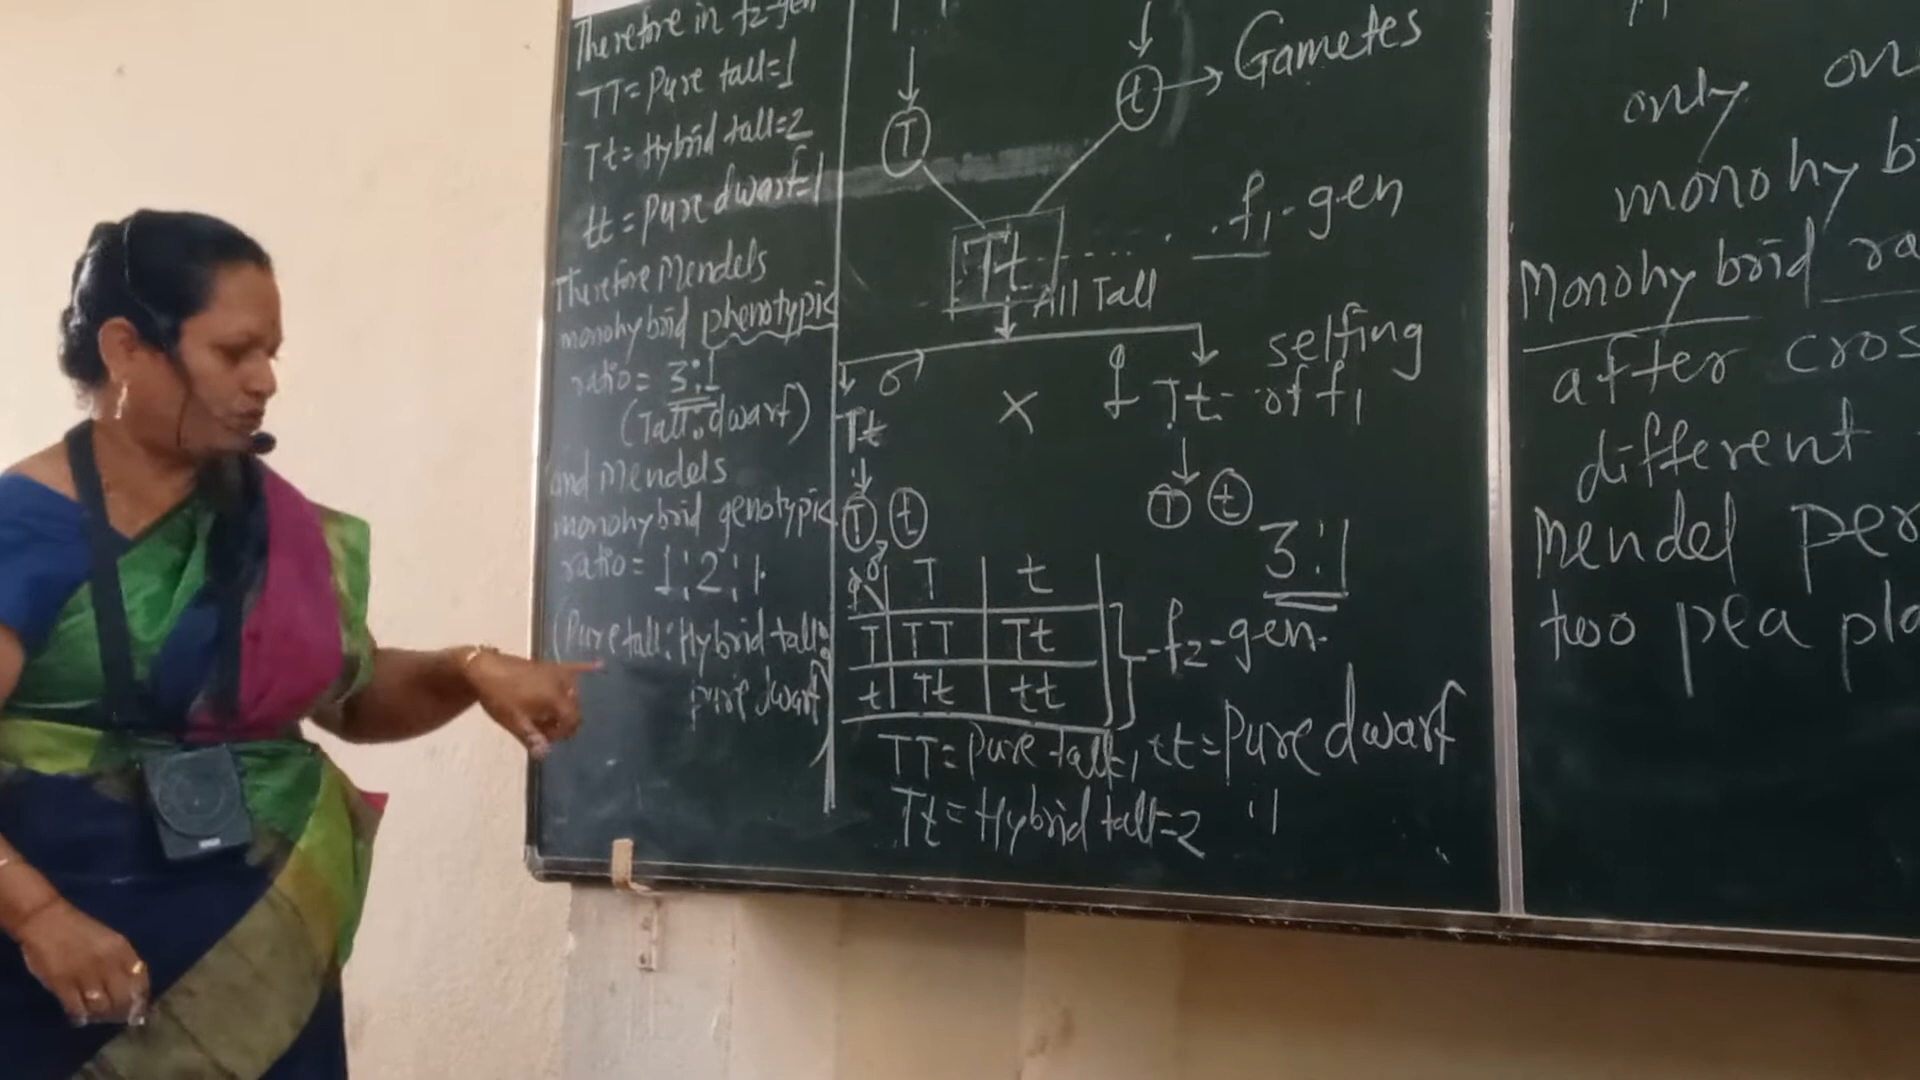 Therefore in f2-gen
TT=Pure tall=1
Tt=Hybrid tall=2
tt=Pure dwarf=1
Therefore Mendels
monohybrid phenotypic
ratio= 3:1
(Tall:dwarf)
and Mendels
monohybrid genotypic
ratio= 1:2:1.
(Pure tall:Hybrid tall:
pure dwarf)
t → Gametes
T
Tt ...... f1-gen
All Tall
♂ selfing
Tt × ♀ Tt- of f1
T t
T t
3:1
♀ ♂ T t
T TT Tt f2-gen-
t Tt tt
TT=Pure tall=1, tt=Pure dwarf
Tt=Hybrid tall=2 :1
only
monohyb
Monohybrid ra
after cros
different
Mendel per
two pea pla